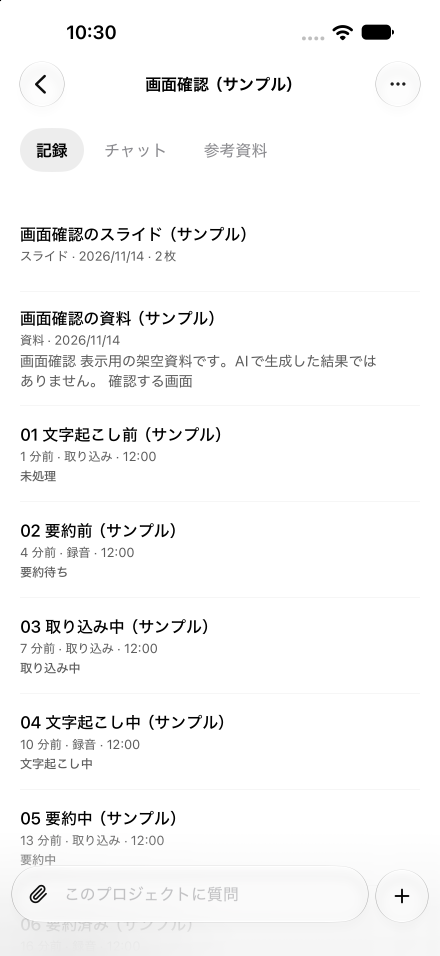 10:30
画面確認（サンプル）
記録 チャット 参考資料
画面確認のスライド（サンプル）
スライド · 2026/11/14 · 2枚
画面確認の資料（サンプル）
資料 · 2026/11/14
画面確認 表示用の架空資料です。AIで生成した結果では
ありません。 確認する画面
01 文字起こし前（サンプル）
1 分前 · 取り込み · 12:00
未処理
02 要約前（サンプル）
4 分前 · 録音 · 12:00
要約待ち
03 取り込み中（サンプル）
7 分前 · 取り込み · 12:00
取り込み中
04 文字起こし中（サンプル）
10 分前 · 録音 · 12:00
文字起こし中
05 要約中（サンプル）
13 分前 · 取り込み · 12:00
要約中
このプロジェクトに質問
06 要約済み（サンプル）